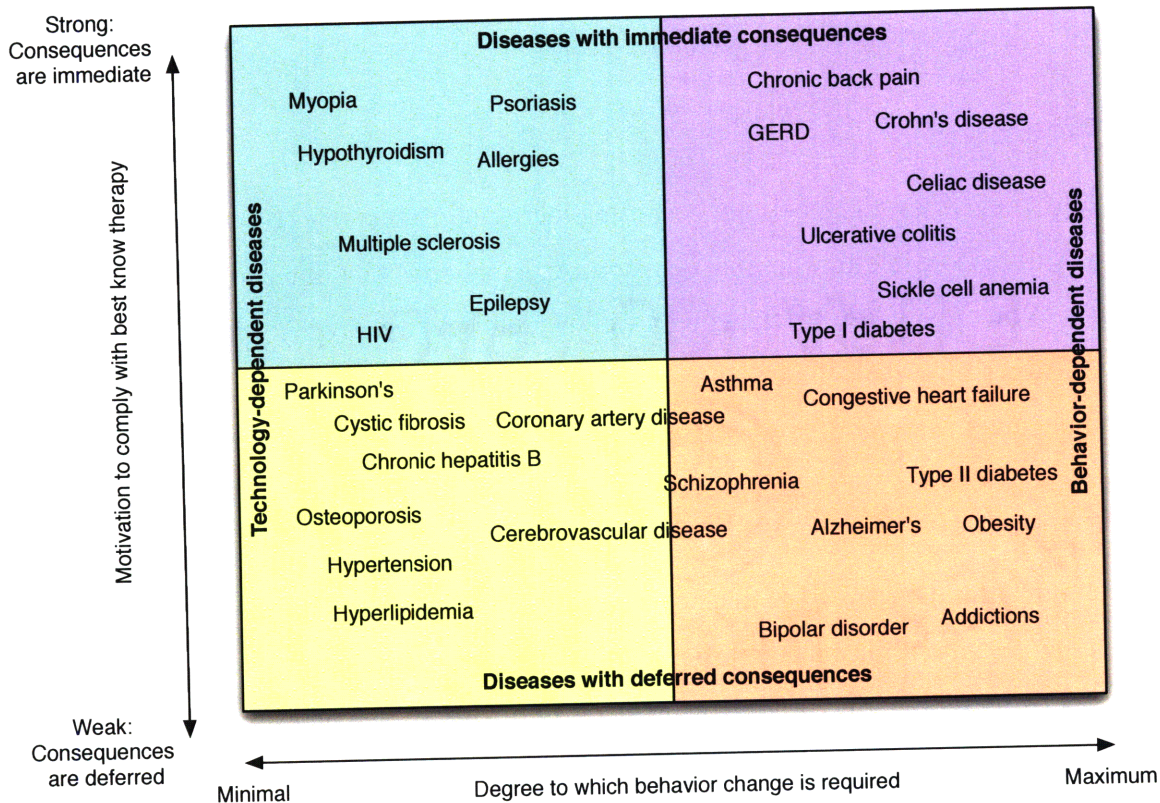 Strong:
Consequences
are immediate
Diseases with immediate consequences
Myopia
Psoriasis
Chronic back pain
Hypothyroidism
Allergies
GERD
Crohn's disease
Celiac disease
Multiple sclerosis
Ulcerative colitis
Epilepsy
Sickle cell anemia
HIV
Type I diabetes
Motivation to comply with best know therapy
Technology-dependent diseases
Behavior-dependent diseases
Parkinson's
Asthma
Congestive heart failure
Cystic fibrosis
Coronary artery disease
Chronic hepatitis B
Schizophrenia
Type II diabetes
Osteoporosis
Cerebrovascular disease
Alzheimer's
Obesity
Hypertension
Hyperlipidemia
Bipolar disorder
Addictions
Diseases with deferred consequences
Weak:
Consequences
are deferred
Minimal
Degree to which behavior change is required
Maximum